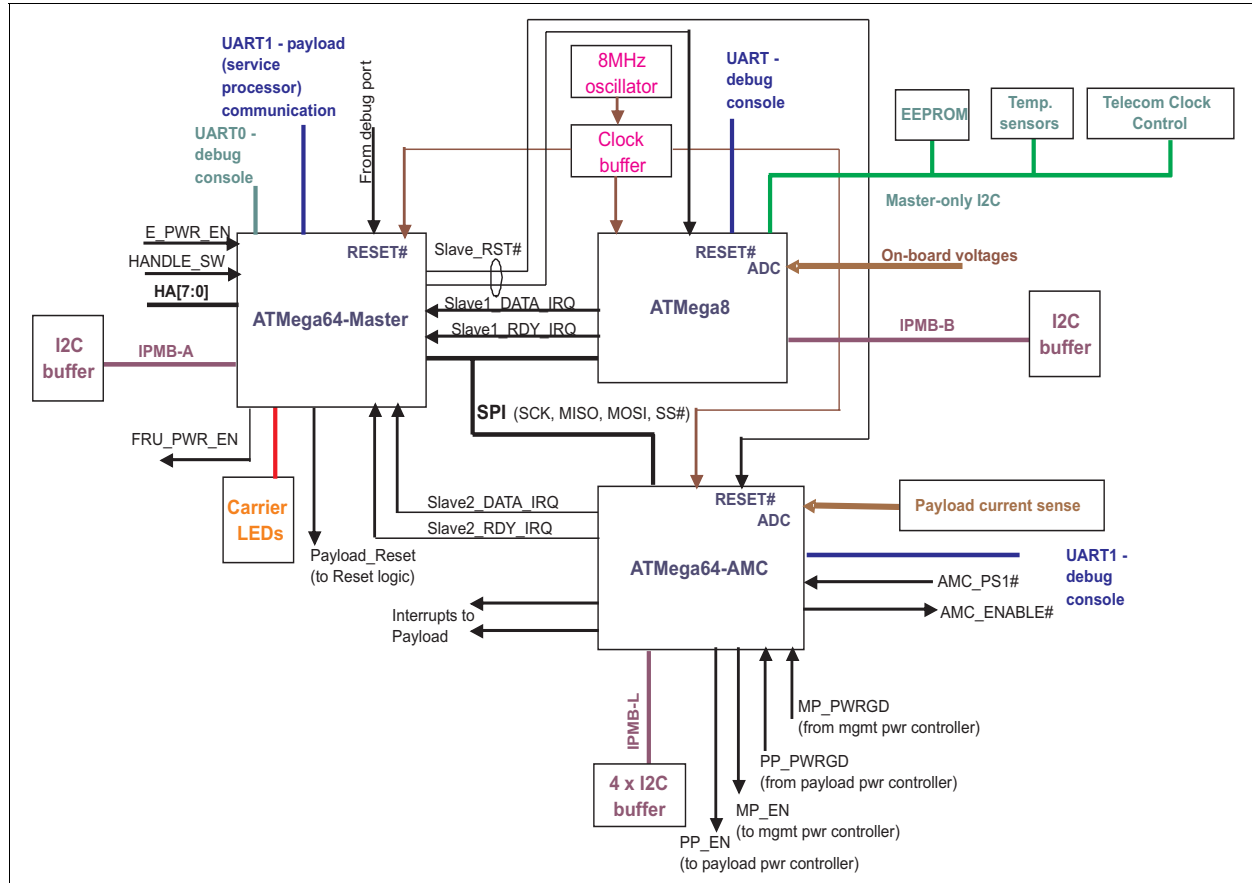 UART1 - payload
(service
processor)
communication
UART0 -
debug
console
From debug port
8MHz
oscillator
Clock
buffer
UART -
debug
console
EEPROM
Temp.
sensors
Telecom Clock
Control
Master-only I2C
E_PWR_EN
HANDLE_SW
HA[7:0]
RESET#
ATMega64-Master
Slave_RST#
Slave1_DATA_IRQ
Slave1_RDY_IRQ
RESET#
ADC
ATMega8
On-board voltages
I2C
buffer
IPMB-A
IPMB-B
I2C
buffer
SPI (SCK, MISO, MOSI, SS#)
FRU_PWR_EN
Carrier
LEDs
Payload_Reset
(to Reset logic)
Slave2_DATA_IRQ
Slave2_RDY_IRQ
RESET#
ADC
ATMega64-AMC
Payload current sense
UART1 -
debug
console
AMC_PS1#
AMC_ENABLE#
Interrupts to
Payload
IPMB-L
4 x I2C
buffer
MP_PWRGD
(from mgmt pwr controller)
PP_PWRGD
(from payload pwr controller)
MP_EN
(to mgmt pwr controller)
PP_EN
(to payload pwr controller)